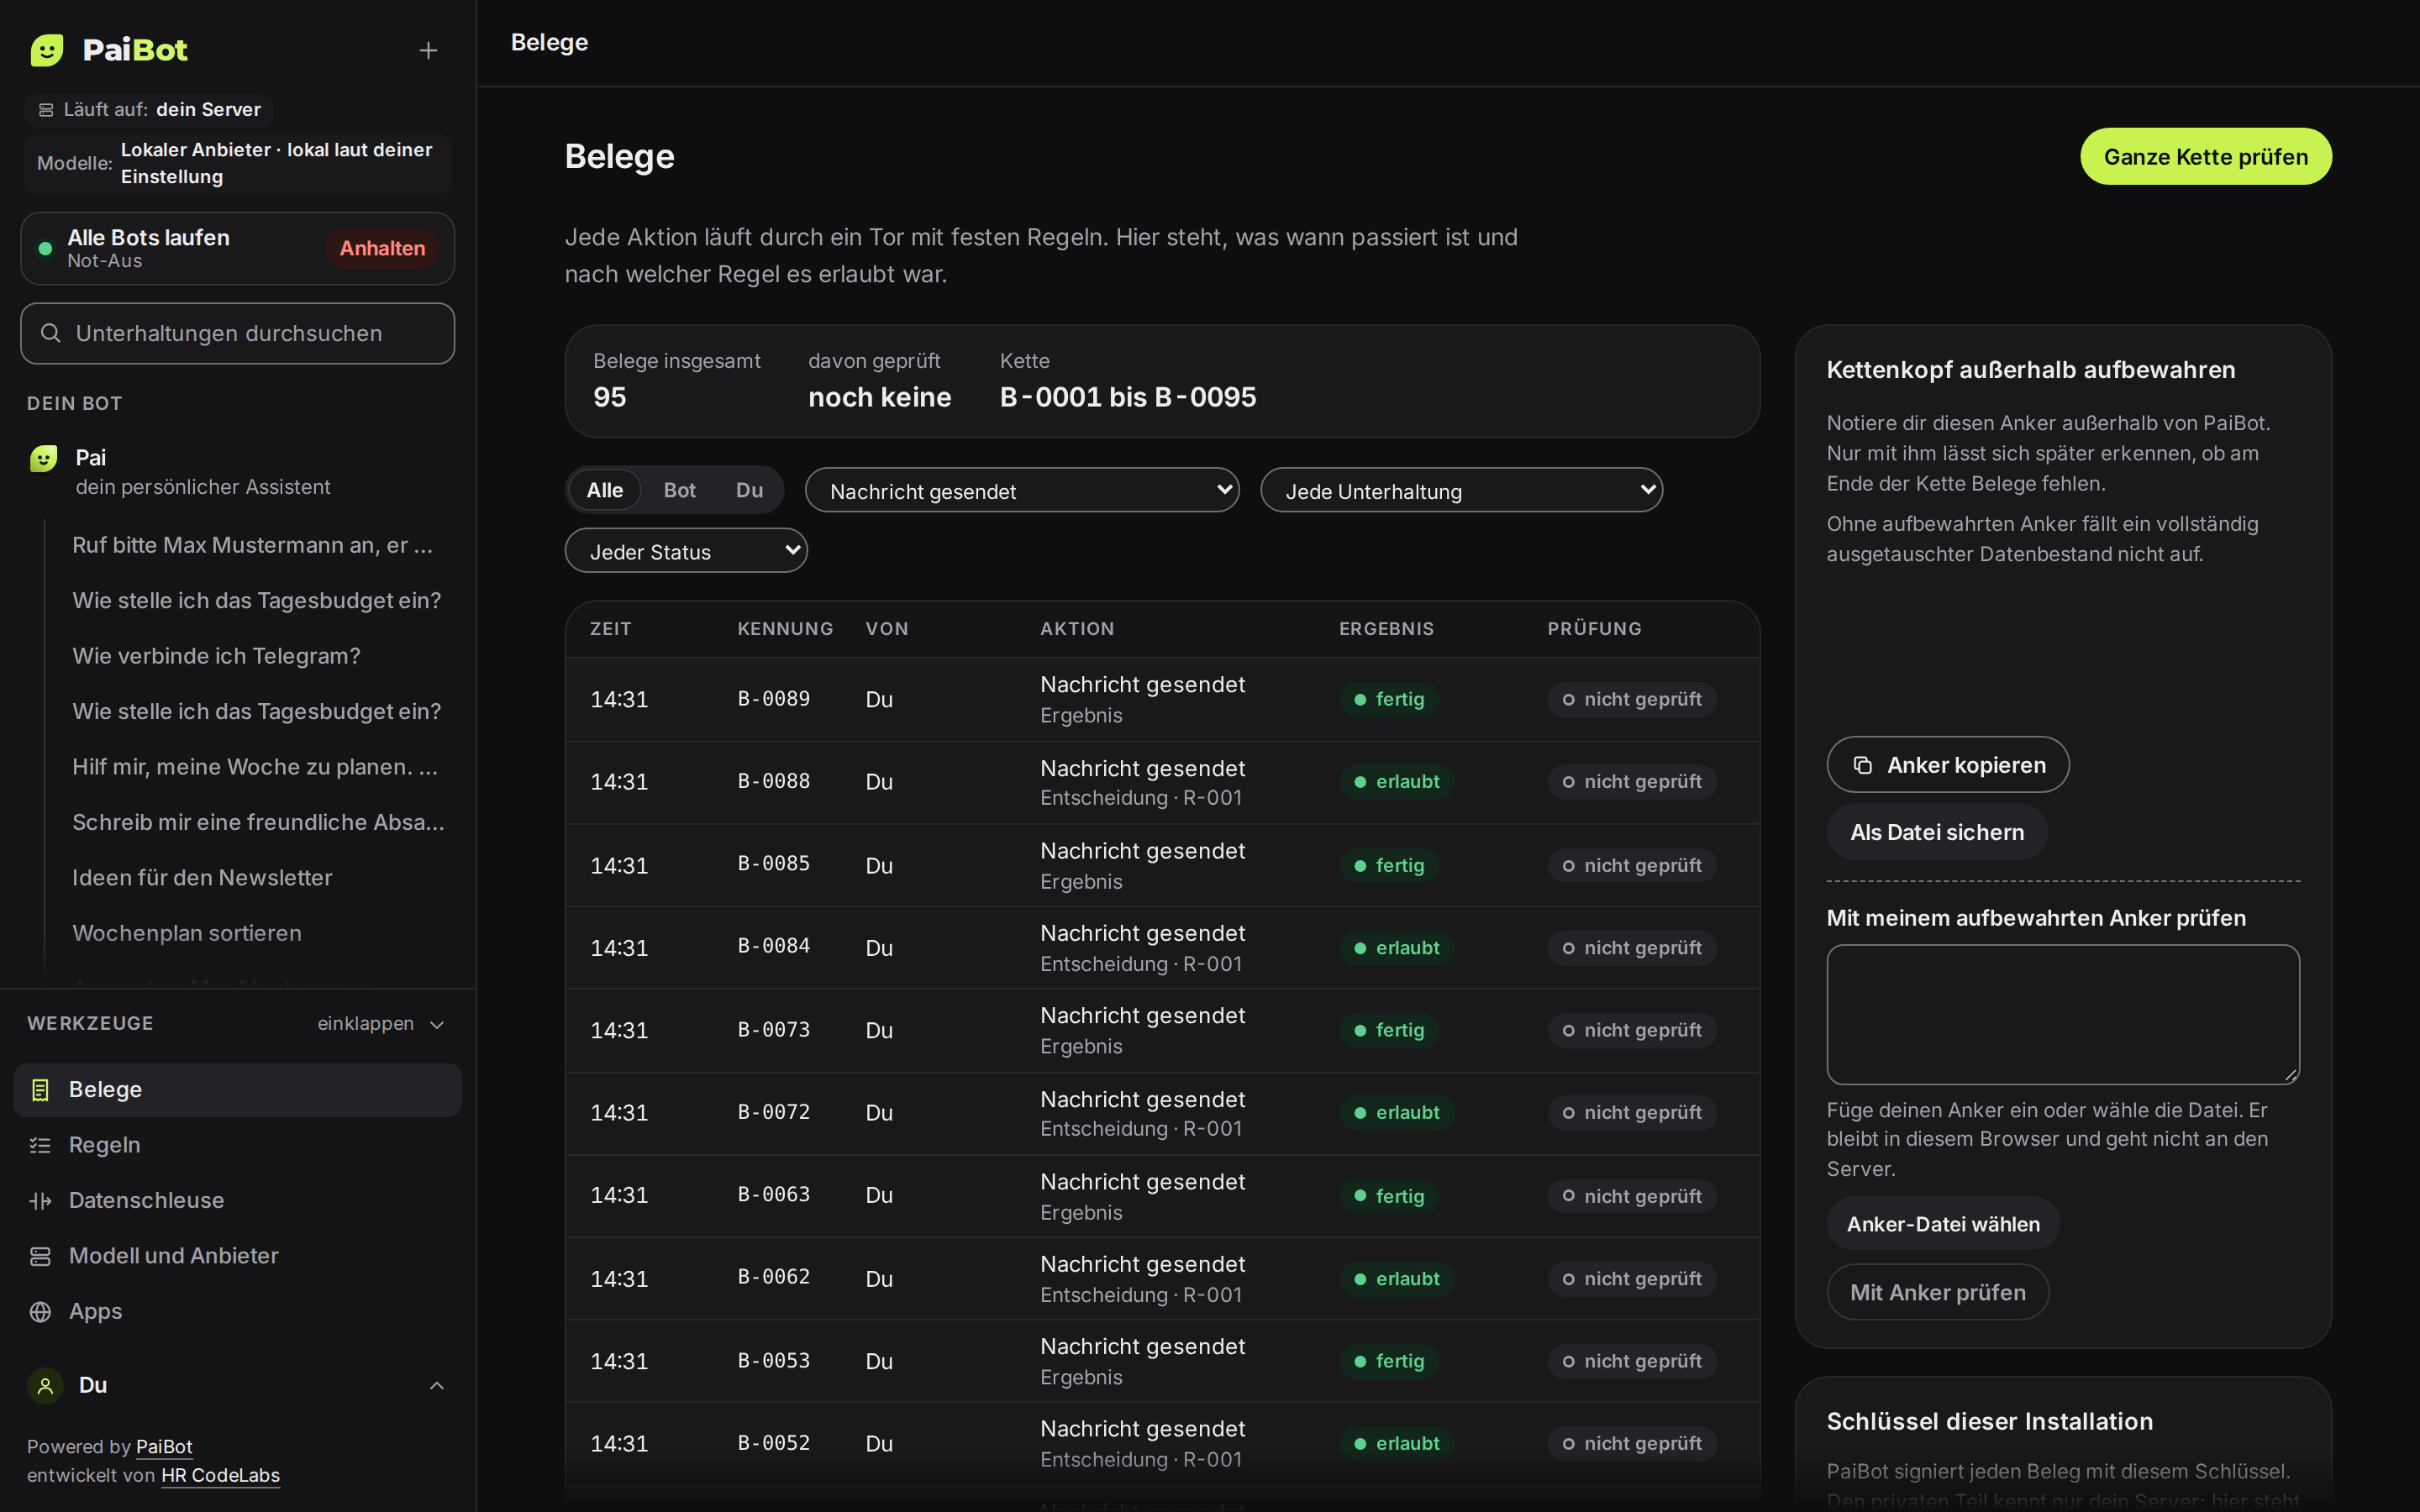 PaiBot
Läuft auf: dein Server
Modelle: Lokaler Anbieter · lokal laut deiner
Einstellung
Alle Bots laufen
Not-Aus
Anhalten
Unterhaltungen durchsuchen
DEIN BOT
Pai
dein persönlicher Assistent
Ruf bitte Max Mustermann an, er ...
Wie stelle ich das Tagesbudget ein?
Wie verbinde ich Telegram?
Wie stelle ich das Tagesbudget ein?
Hilf mir, meine Woche zu planen. ...
Schreib mir eine freundliche Absa...
Ideen für den Newsletter
Wochenplan sortieren
WERKZEUGE einklappen
Belege
Regeln
Datenschleuse
Modell und Anbieter
Apps
Du
Powered by PaiBot
entwickelt von HR CodeLabs
Belege
Belege
Ganze Kette prüfen
Jede Aktion läuft durch ein Tor mit festen Regeln. Hier steht, was wann passiert ist und
nach welcher Regel es erlaubt war.
Belege insgesamt davon geprüft Kette
95 noch keine B-0001 bis B-0095
Alle Bot Du Nachricht gesendet Jede Unterhaltung
Jeder Status
ZEIT KENNUNG VON AKTION ERGEBNIS PRÜFUNG
14:31 B-0089 Du Nachricht gesendet fertig nicht geprüft
Ergebnis
14:31 B-0088 Du Nachricht gesendet erlaubt nicht geprüft
Entscheidung · R-001
14:31 B-0085 Du Nachricht gesendet fertig nicht geprüft
Ergebnis
14:31 B-0084 Du Nachricht gesendet erlaubt nicht geprüft
Entscheidung · R-001
14:31 B-0073 Du Nachricht gesendet fertig nicht geprüft
Ergebnis
14:31 B-0072 Du Nachricht gesendet erlaubt nicht geprüft
Entscheidung · R-001
14:31 B-0063 Du Nachricht gesendet fertig nicht geprüft
Ergebnis
14:31 B-0062 Du Nachricht gesendet erlaubt nicht geprüft
Entscheidung · R-001
14:31 B-0053 Du Nachricht gesendet fertig nicht geprüft
Ergebnis
14:31 B-0052 Du Nachricht gesendet erlaubt nicht geprüft
Entscheidung · R-001
Kettenkopf außerhalb aufbewahren
Notiere dir diesen Anker außerhalb von PaiBot.
Nur mit ihm lässt sich später erkennen, ob am
Ende der Kette Belege fehlen.
Ohne aufbewahrten Anker fällt ein vollständig
ausgetauschter Datenbestand nicht auf.
Anker kopieren
Als Datei sichern
Mit meinem aufbewahrten Anker prüfen
Füge deinen Anker ein oder wähle die Datei. Er
bleibt in diesem Browser und geht nicht an den
Server.
Anker-Datei wählen
Mit Anker prüfen
Schlüssel dieser Installation
PaiBot signiert jeden Beleg mit diesem Schlüssel.
Den privaten Teil kennt nur dein Server; hier steht